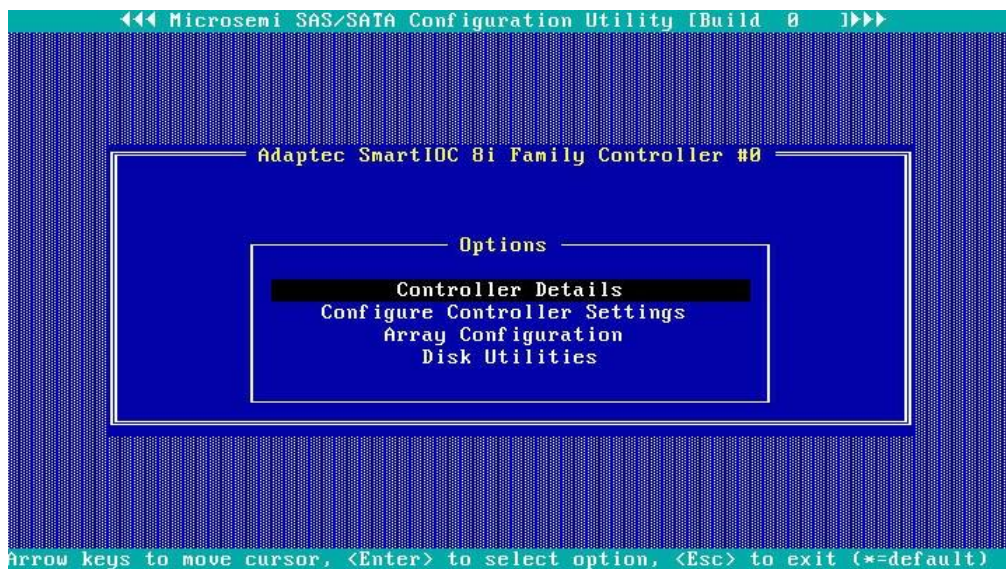 Microsemi SAS/SATA Configuration Utility [Build 0 ]
Adaptec SmartIOC 8i Family Controller #0
Options
Controller Details
Configure Controller Settings
Array Configuration
Disk Utilities
Arrow keys to move cursor, <Enter> to select option, <Esc> to exit (*=default)